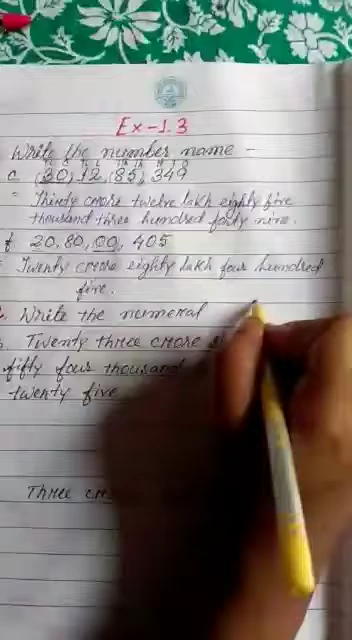 Ex-1.3
Write the number name -
c 30,12,85,349
= Thirty crore twelve lakh eighty five
thousand three hundred forty nine.
f 20,80,00,405
= Twenty crore eighty lakh four hundred
five.
Write the numeral
Twenty three crore
fifty four thousand
twenty five
Three